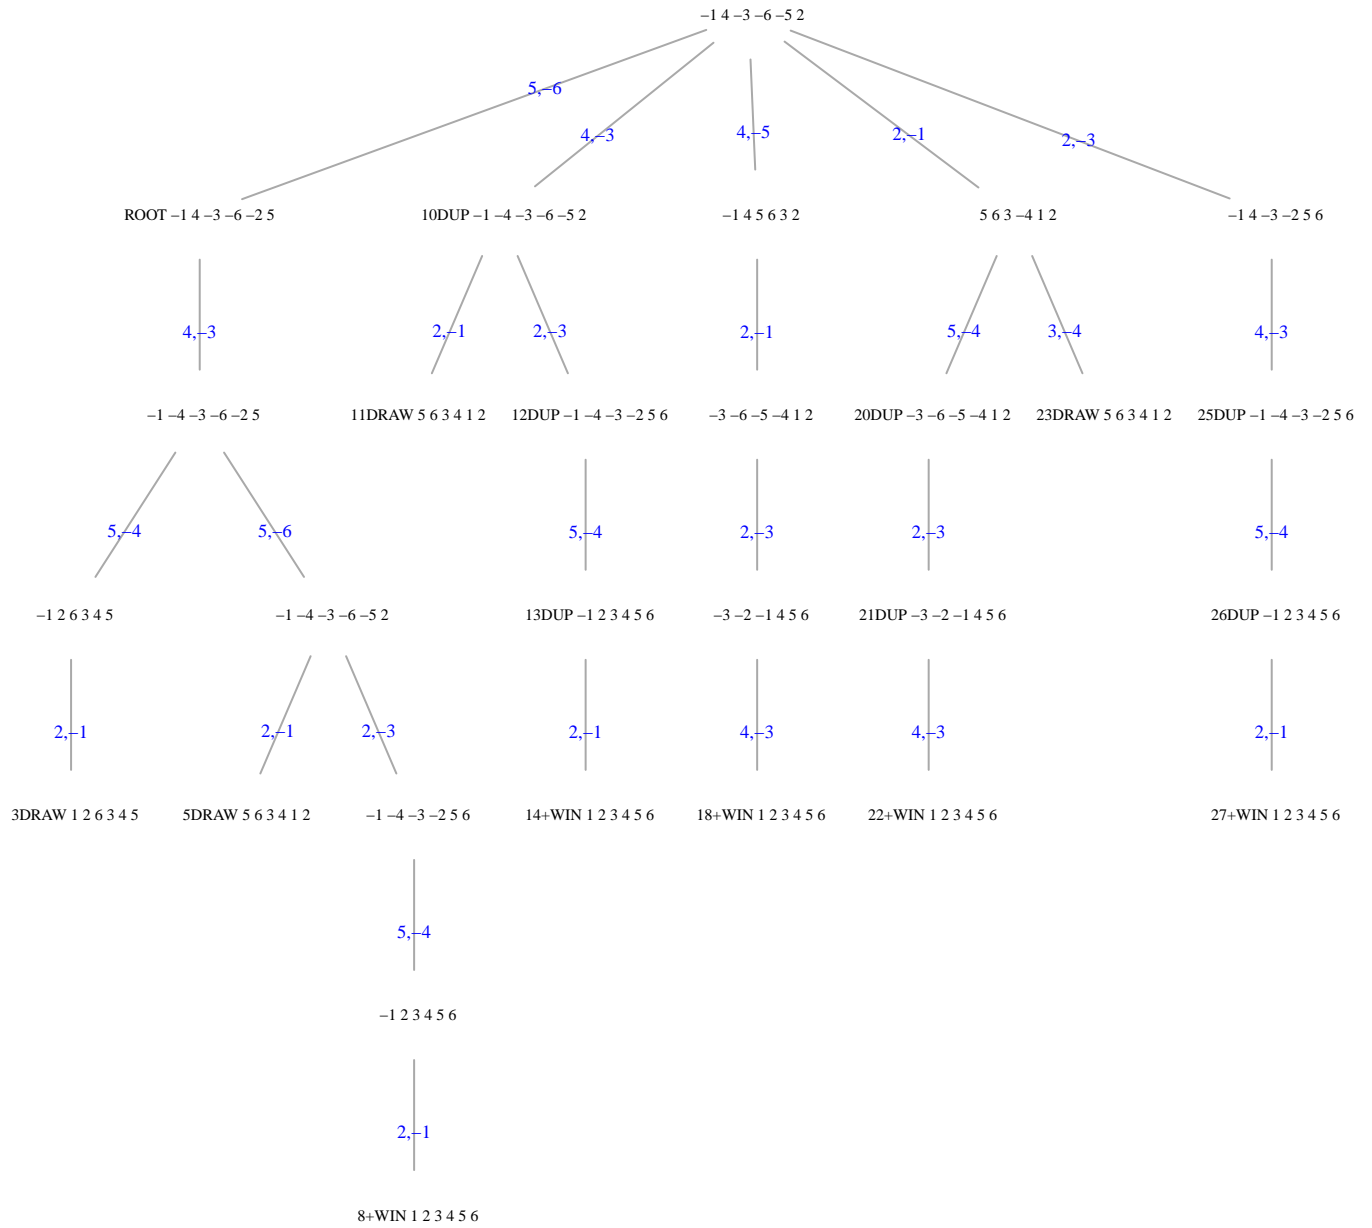 −1 4 −3 −6 −5 2
5,−6
4,−3
4,−5
2,−1
2,−3
ROOT −1 4 −3 −6 −2 5
10DUP −1 −4 −3 −6 −5 2
−1 4 5 6 3 2
5 6 3 −4 1 2
−1 4 −3 −2 5 6
4,−3
2,−1
2,−3
2,−1
5,−4
3,−4
4,−3
−1 −4 −3 −6 −2 5
11DRAW 5 6 3 4 1 2
12DUP −1 −4 −3 −2 5 6
−3 −6 −5 −4 1 2
20DUP −3 −6 −5 −4 1 2
23DRAW 5 6 3 4 1 2
25DUP −1 −4 −3 −2 5 6
5,−4
5,−6
5,−4
2,−3
2,−3
5,−4
−1 2 6 3 4 5
−1 −4 −3 −6 −5 2
13DUP −1 2 3 4 5 6
−3 −2 −1 4 5 6
21DUP −3 −2 −1 4 5 6
26DUP −1 2 3 4 5 6
2,−1
2,−1
2,−3
2,−1
4,−3
4,−3
2,−1
3DRAW 1 2 6 3 4 5
5DRAW 5 6 3 4 1 2
−1 −4 −3 −2 5 6
14+WIN 1 2 3 4 5 6
18+WIN 1 2 3 4 5 6
22+WIN 1 2 3 4 5 6
27+WIN 1 2 3 4 5 6
5,−4
−1 2 3 4 5 6
2,−1
8+WIN 1 2 3 4 5 6